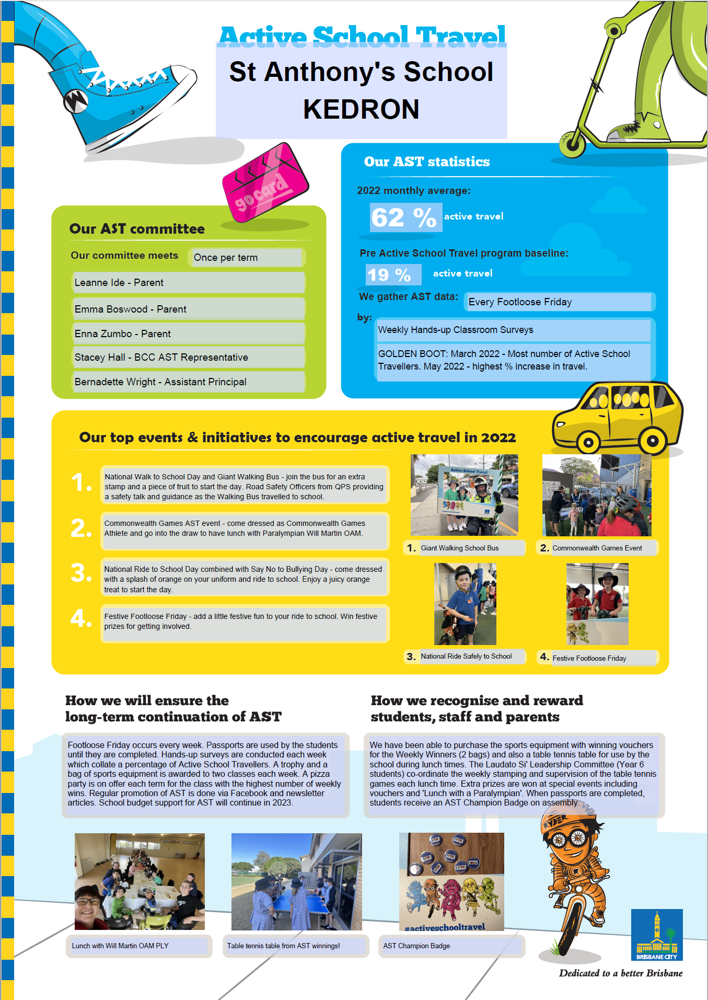 Active School Travel
St Anthony's School
KEDRON
go card
Our AST statistics
2022 monthly average:
62 % active travel
Pre Active School Travel program baseline:
19 % active travel
We gather AST data: Every Footloose Friday
by:
Weekly Hands-up Classroom Surveys
GOLDEN BOOT: March 2022 - Most number of Active School
Travellers. May 2022 - highest % increase in travel.
Our AST committee
Our committee meets Once per term
Leanne Ide - Parent
Emma Boswood - Parent
Enna Zumbo - Parent
Stacey Hall - BCC AST Representative
Bernadette Wright - Assistant Principal
Our top events & initiatives to encourage active travel in 2022
1. National Walk to School Day and Giant Walking Bus - join the bus for an extra
stamp and a piece of fruit to start the day. Road Safety Officers from QPS providing
a safety talk and guidance as the Walking Bus travelled to school.
2. Commonwealth Games AST event - come dressed as Commonwealth Games
Athlete and go into the draw to have lunch with Paralympian Will Martin OAM.
3. National Ride to School Day combined with Say No to Bullying Day - come dressed
with a splash of orange on your uniform and ride to school. Enjoy a juicy orange
treat to start the day.
4. Festive Footloose Friday - add a little festive fun to your ride to school. Win festive
prizes for getting involved.
Active School Travel
1. Giant Walking School Bus
2. Commonwealth Games Event
3. National Ride Safely to School
4. Festive Footloose Friday
How we will ensure the
long-term continuation of AST
Footloose Friday occurs every week. Passports are used by the students
until they are completed. Hands-up surveys are conducted each week
which collate a percentage of Active School Travellers. A trophy and a
bag of sports equipment is awarded to two classes each week. A pizza
party is on offer each term for the class with the highest number of weekly
wins. Regular promotion of AST is done via Facebook and newsletter
articles. School budget support for AST will continue in 2023.
How we recognise and reward
students, staff and parents
We have been able to purchase the sports equipment with winning vouchers
for the Weekly Winners (2 bags) and also a table tennis table for use by the
school during lunch times. The Laudato Si' Leadership Committee (Year 6
students) co-ordinate the weekly stamping and supervision of the table tennis
games each lunch time. Extra prizes are won at special events including
vouchers and 'Lunch with a Paralympian'. When passports are completed,
students receive an AST Champion Badge on assembly.
RYDER
R
#activeschooltravel
Lunch with Will Martin OAM PLY
Table tennis table from AST winnings!
AST Champion Badge
BRISBANE CITY
Dedicated to a better Brisbane